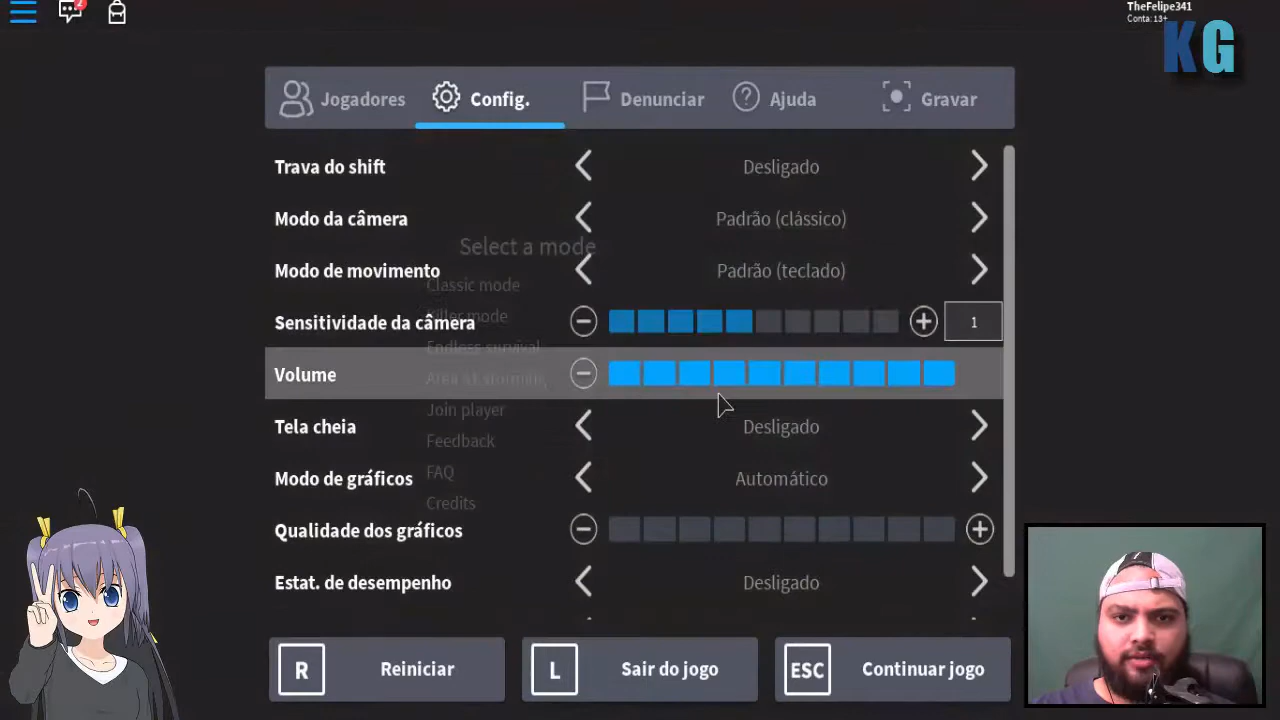 2
TheFelipe341
Conta: 13+
KG
Jogadores
Config.
Denunciar
Ajuda
Gravar
Trava do shift
Desligado
Modo da câmera
Padrão (clássico)
Select a mode
Modo de movimento
Padrão (teclado)
Classic mode
Killer mode
Sensitividade da câmera
1
Endless survival
Volume
Join player
Tela cheia
Desligado
Feedback
FAQ
Modo de gráficos
Automático
Credits
Qualidade dos gráficos
Estat. de desempenho
Desligado
R Reiniciar
L Sair do jogo
ESC Continuar jogo